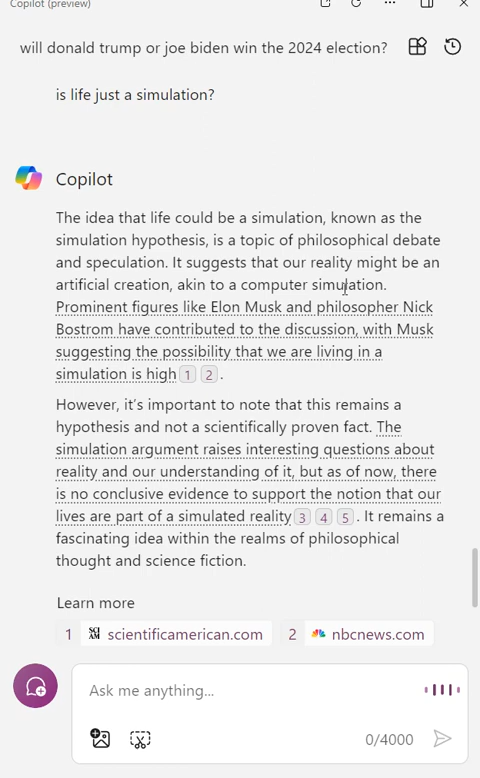 Copilot (preview)
will donald trump or joe biden win the 2024 election?
is life just a simulation?
Copilot
The idea that life could be a simulation, known as the
simulation hypothesis, is a topic of philosophical debate
and speculation. It suggests that our reality might be an
artificial creation, akin to a computer simulation.
Prominent figures like Elon Musk and philosopher Nick
Bostrom have contributed to the discussion, with Musk
suggesting the possibility that we are living in a
simulation is high 1 2 .
However, it's important to note that this remains a
hypothesis and not a scientifically proven fact. The
simulation argument raises interesting questions about
reality and our understanding of it, but as of now, there
is no conclusive evidence to support the notion that our
lives are part of a simulated reality 3 4 5 . It remains a
fascinating idea within the realms of philosophical
thought and science fiction.
Learn more
1 SCI AM scientificamerican.com 2 nbcnews.com
Ask me anything...
0/4000